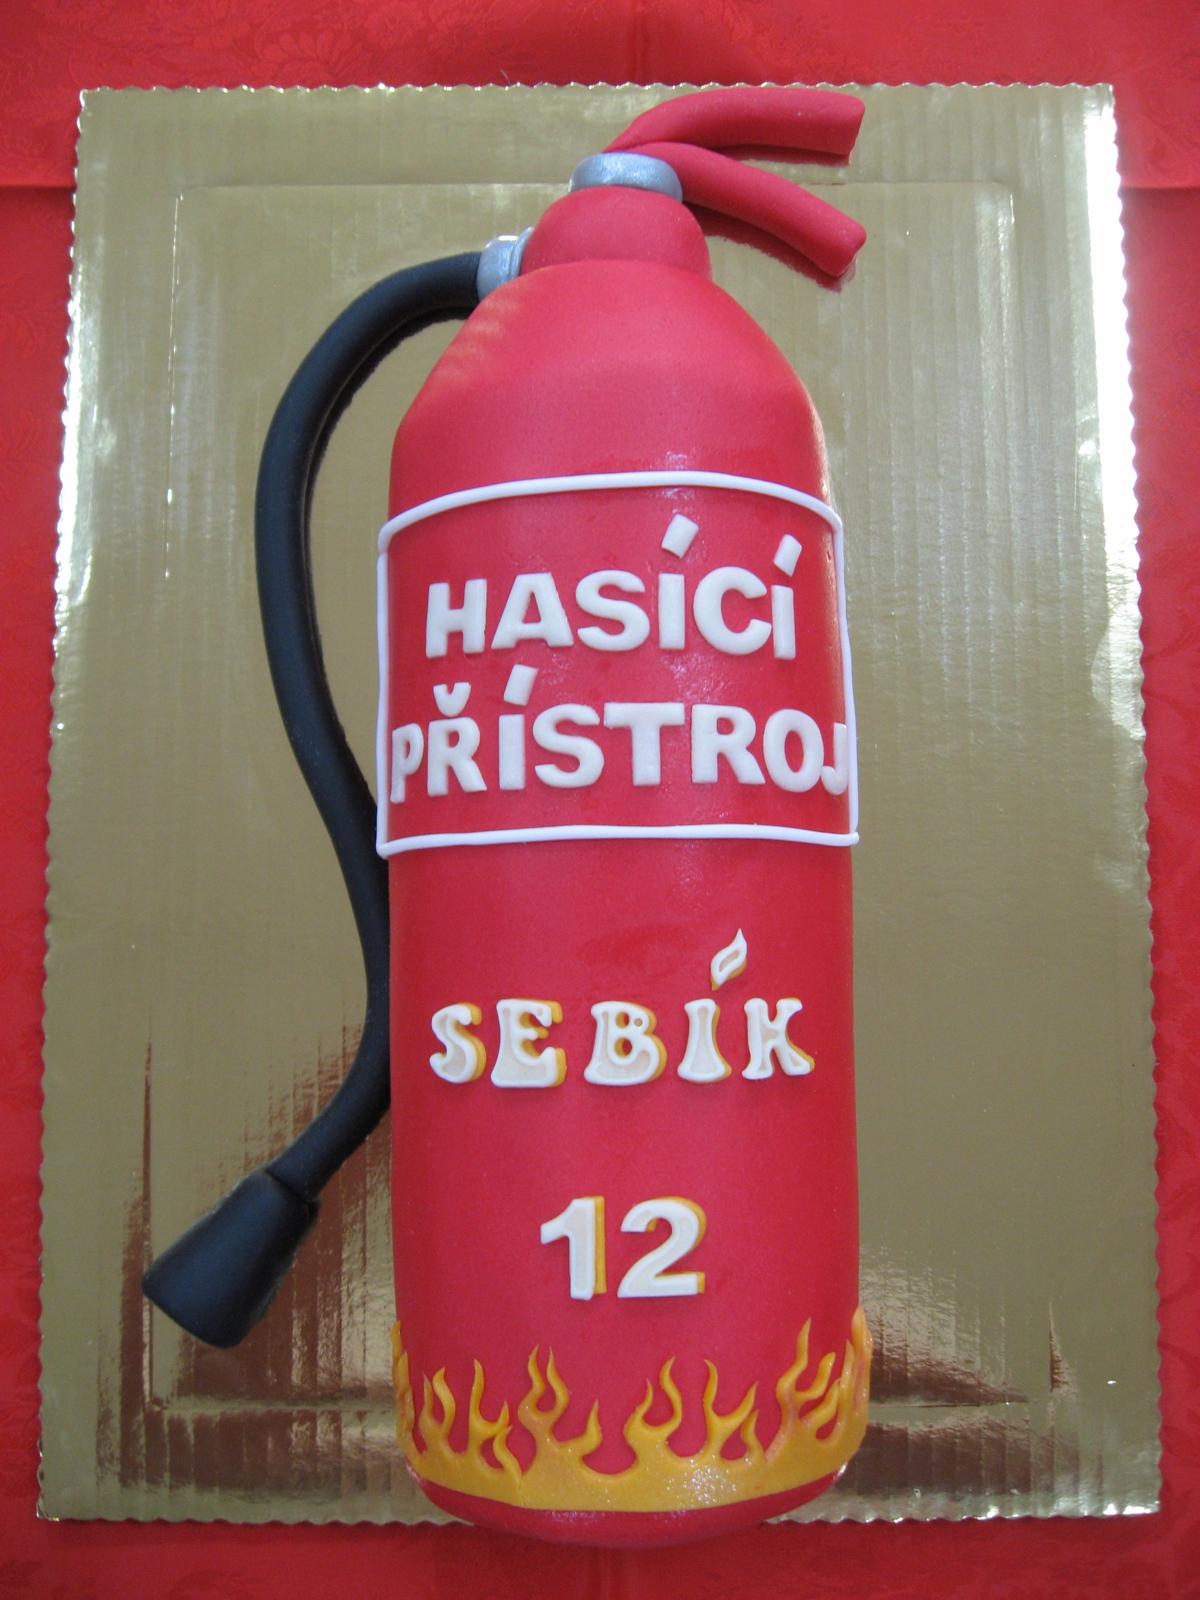 HASÍCÍ
PŘÍSTROJ
SEBÍK
12